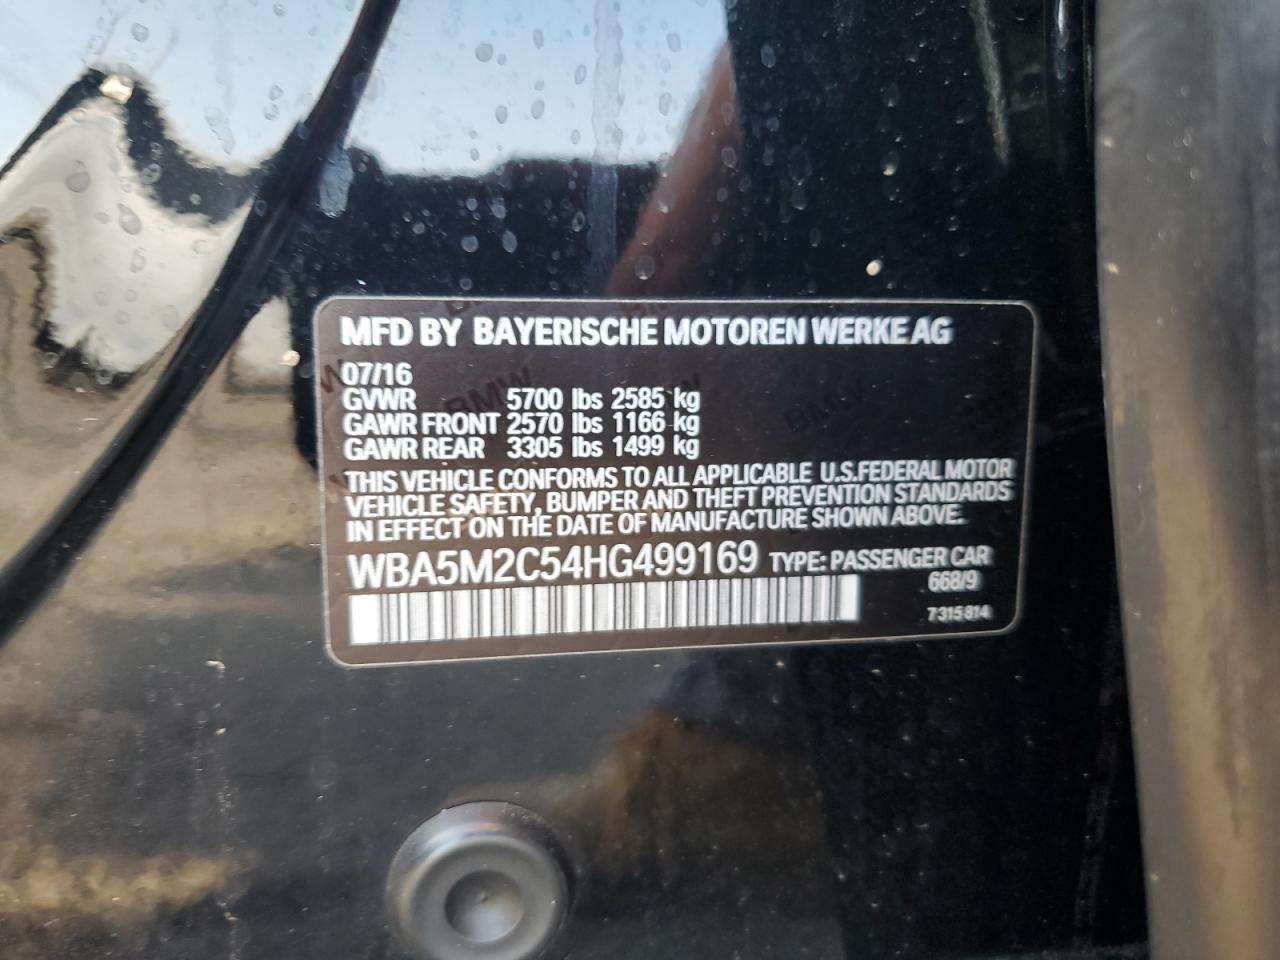 MFD BY BAYERISCHE MOTOREN WERKE AG
07/16
GVWR 5700 lbs 2585 kg
GAWR FRONT 2570 lbs 1166 kg
GAWR REAR 3305 lbs 1499 kg
THIS VEHICLE CONFORMS TO ALL APPLICABLE U.S.FEDERAL MOTOR
VEHICLE SAFETY, BUMPER AND THEFT PREVENTION STANDARDS
IN EFFECT ON THE DATE OF MANUFACTURE SHOWN ABOVE.
WBA5M2C54HG499169 TYPE: PASSENGER CAR
668/9
7315814